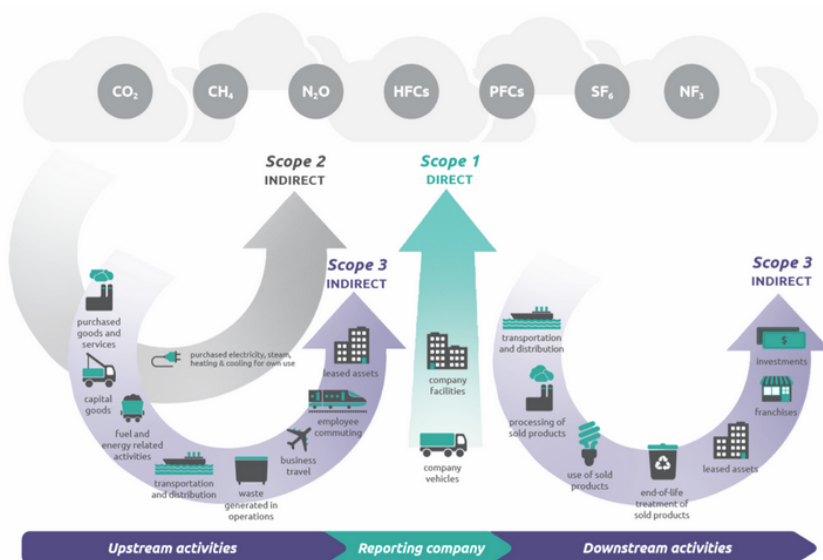 CO₂
CH₄
N₂O
HFCs
PFCs
SF₆
NF₃
Scope 2
INDIRECT
Scope 1
DIRECT
Scope 3
INDIRECT
Scope 3
INDIRECT
purchased
goods and
services
capital
goods
fuel and
energy related
activities
transportation
and distribution
waste
generated in
operations
business
travel
employee
commuting
leased assets
purchased electricity, steam,
heating & cooling for own use
company
facilities
company
vehicles
transportation
and distribution
processing of
sold products
use of sold
products
end-of-life
treatment of
sold products
leased assets
franchises
$
investments
Upstream activities
Reporting company
Downstream activities